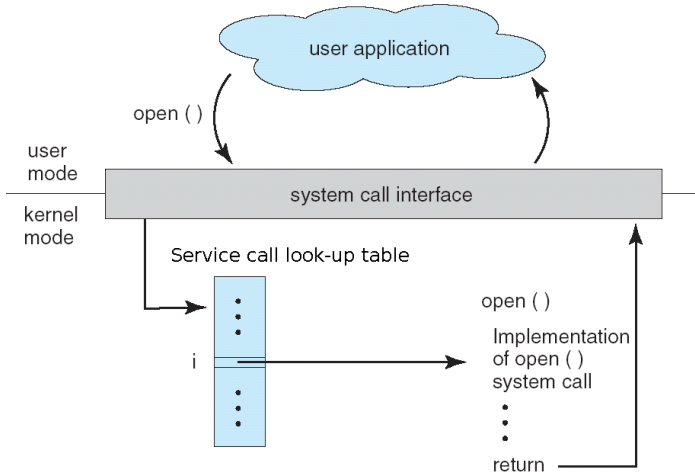 user application
open ( )
user
mode
system call interface
kernel
mode
Service call look-up table
open ( )
Implementation
i
of open ( )
system call
return